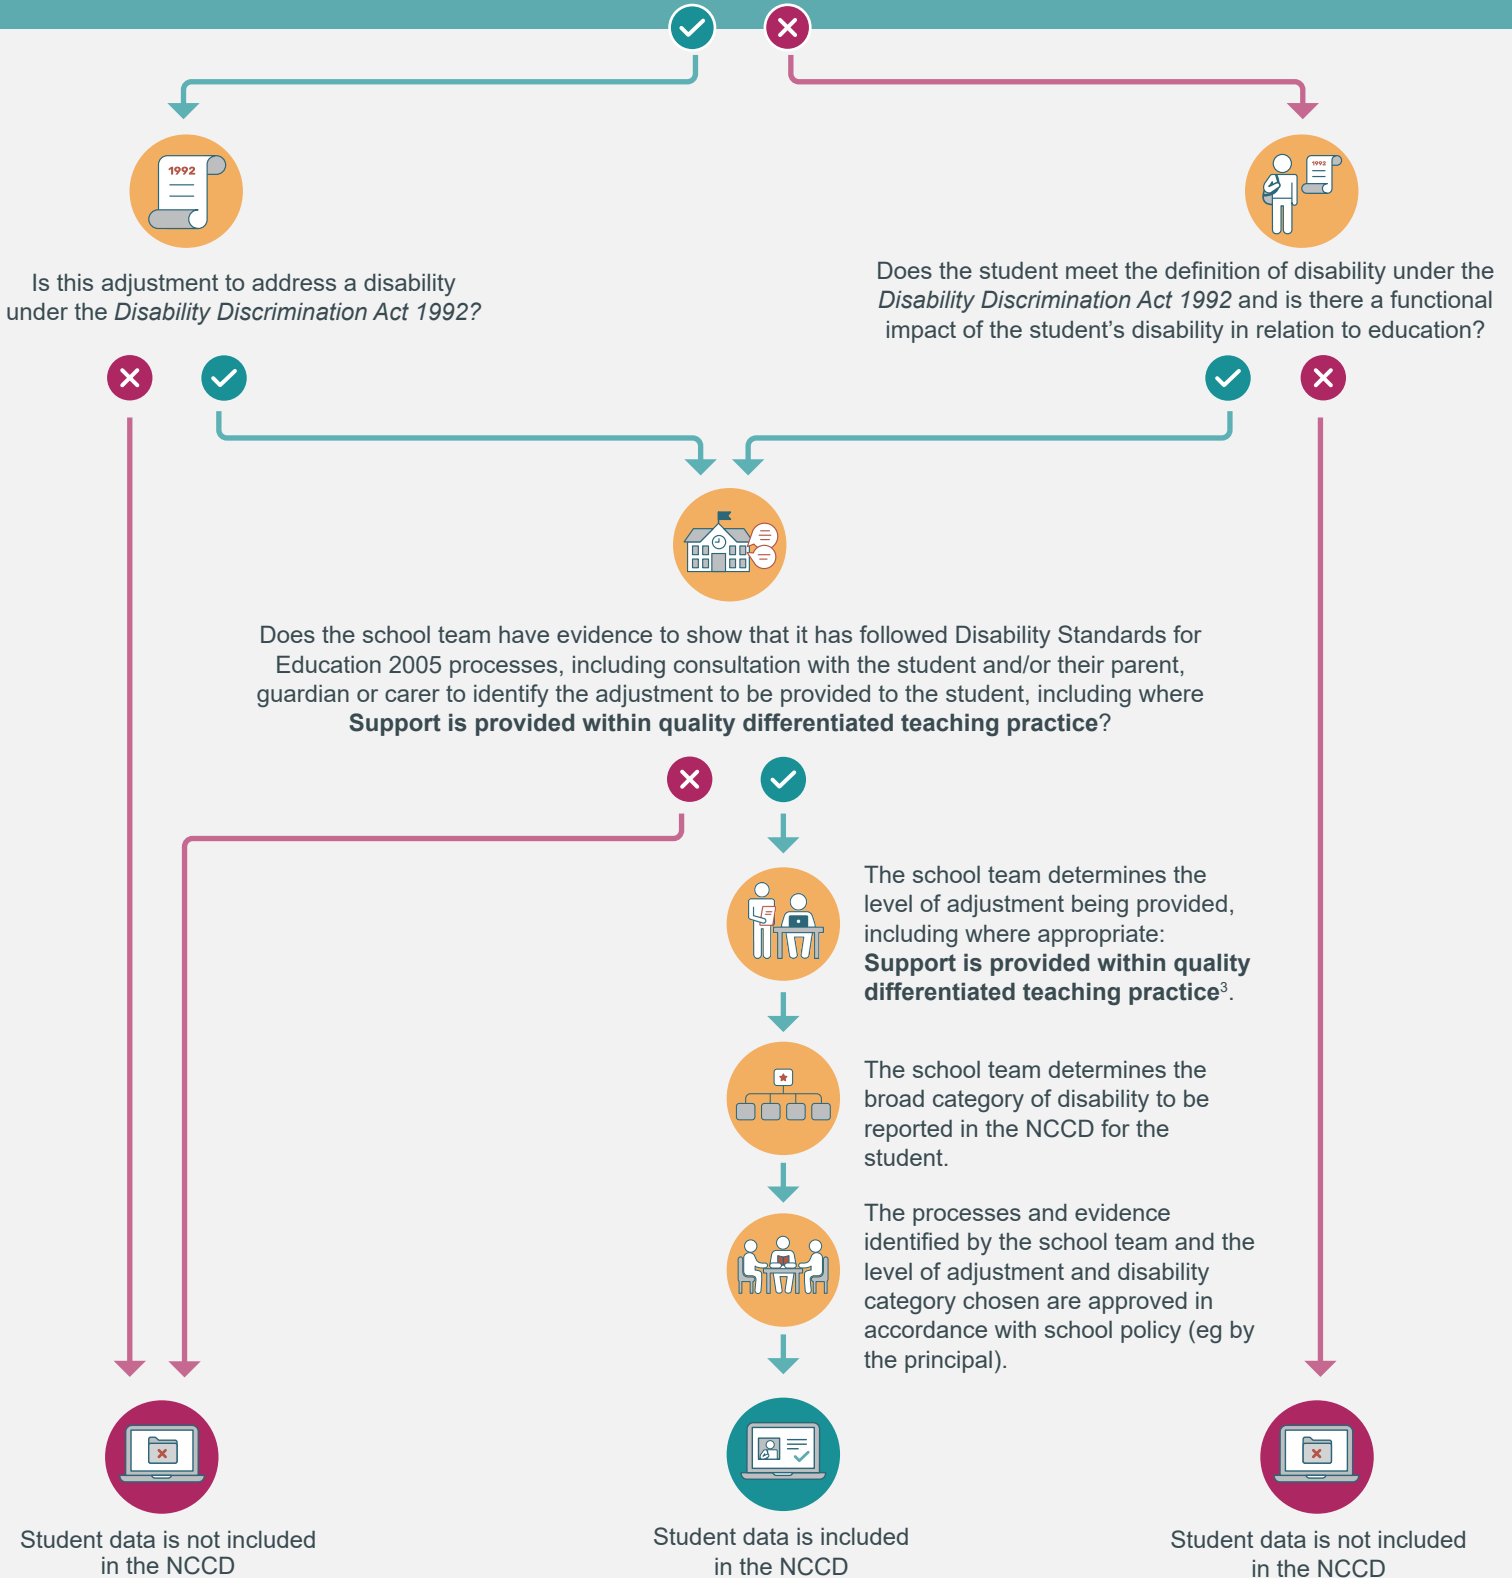 1992
Is this adjustment to address a disability
under the Disability Discrimination Act 1992?
1992
Does the student meet the definition of disability under the
Disability Discrimination Act 1992 and is there a functional
impact of the student’s disability in relation to education?
Does the school team have evidence to show that it has followed Disability Standards for
Education 2005 processes, including consultation with the student and/or their parent,
guardian or carer to identify the adjustment to be provided to the student, including where
Support is provided within quality differentiated teaching practice?
The school team determines the
level of adjustment being provided,
including where appropriate:
Support is provided within quality
differentiated teaching practice³.
The school team determines the
broad category of disability to be
reported in the NCCD for the
student.
The processes and evidence
identified by the school team and the
level of adjustment and disability
category chosen are approved in
accordance with school policy (eg by
the principal).
Student data is not included
in the NCCD
Student data is included
in the NCCD
Student data is not included
in the NCCD